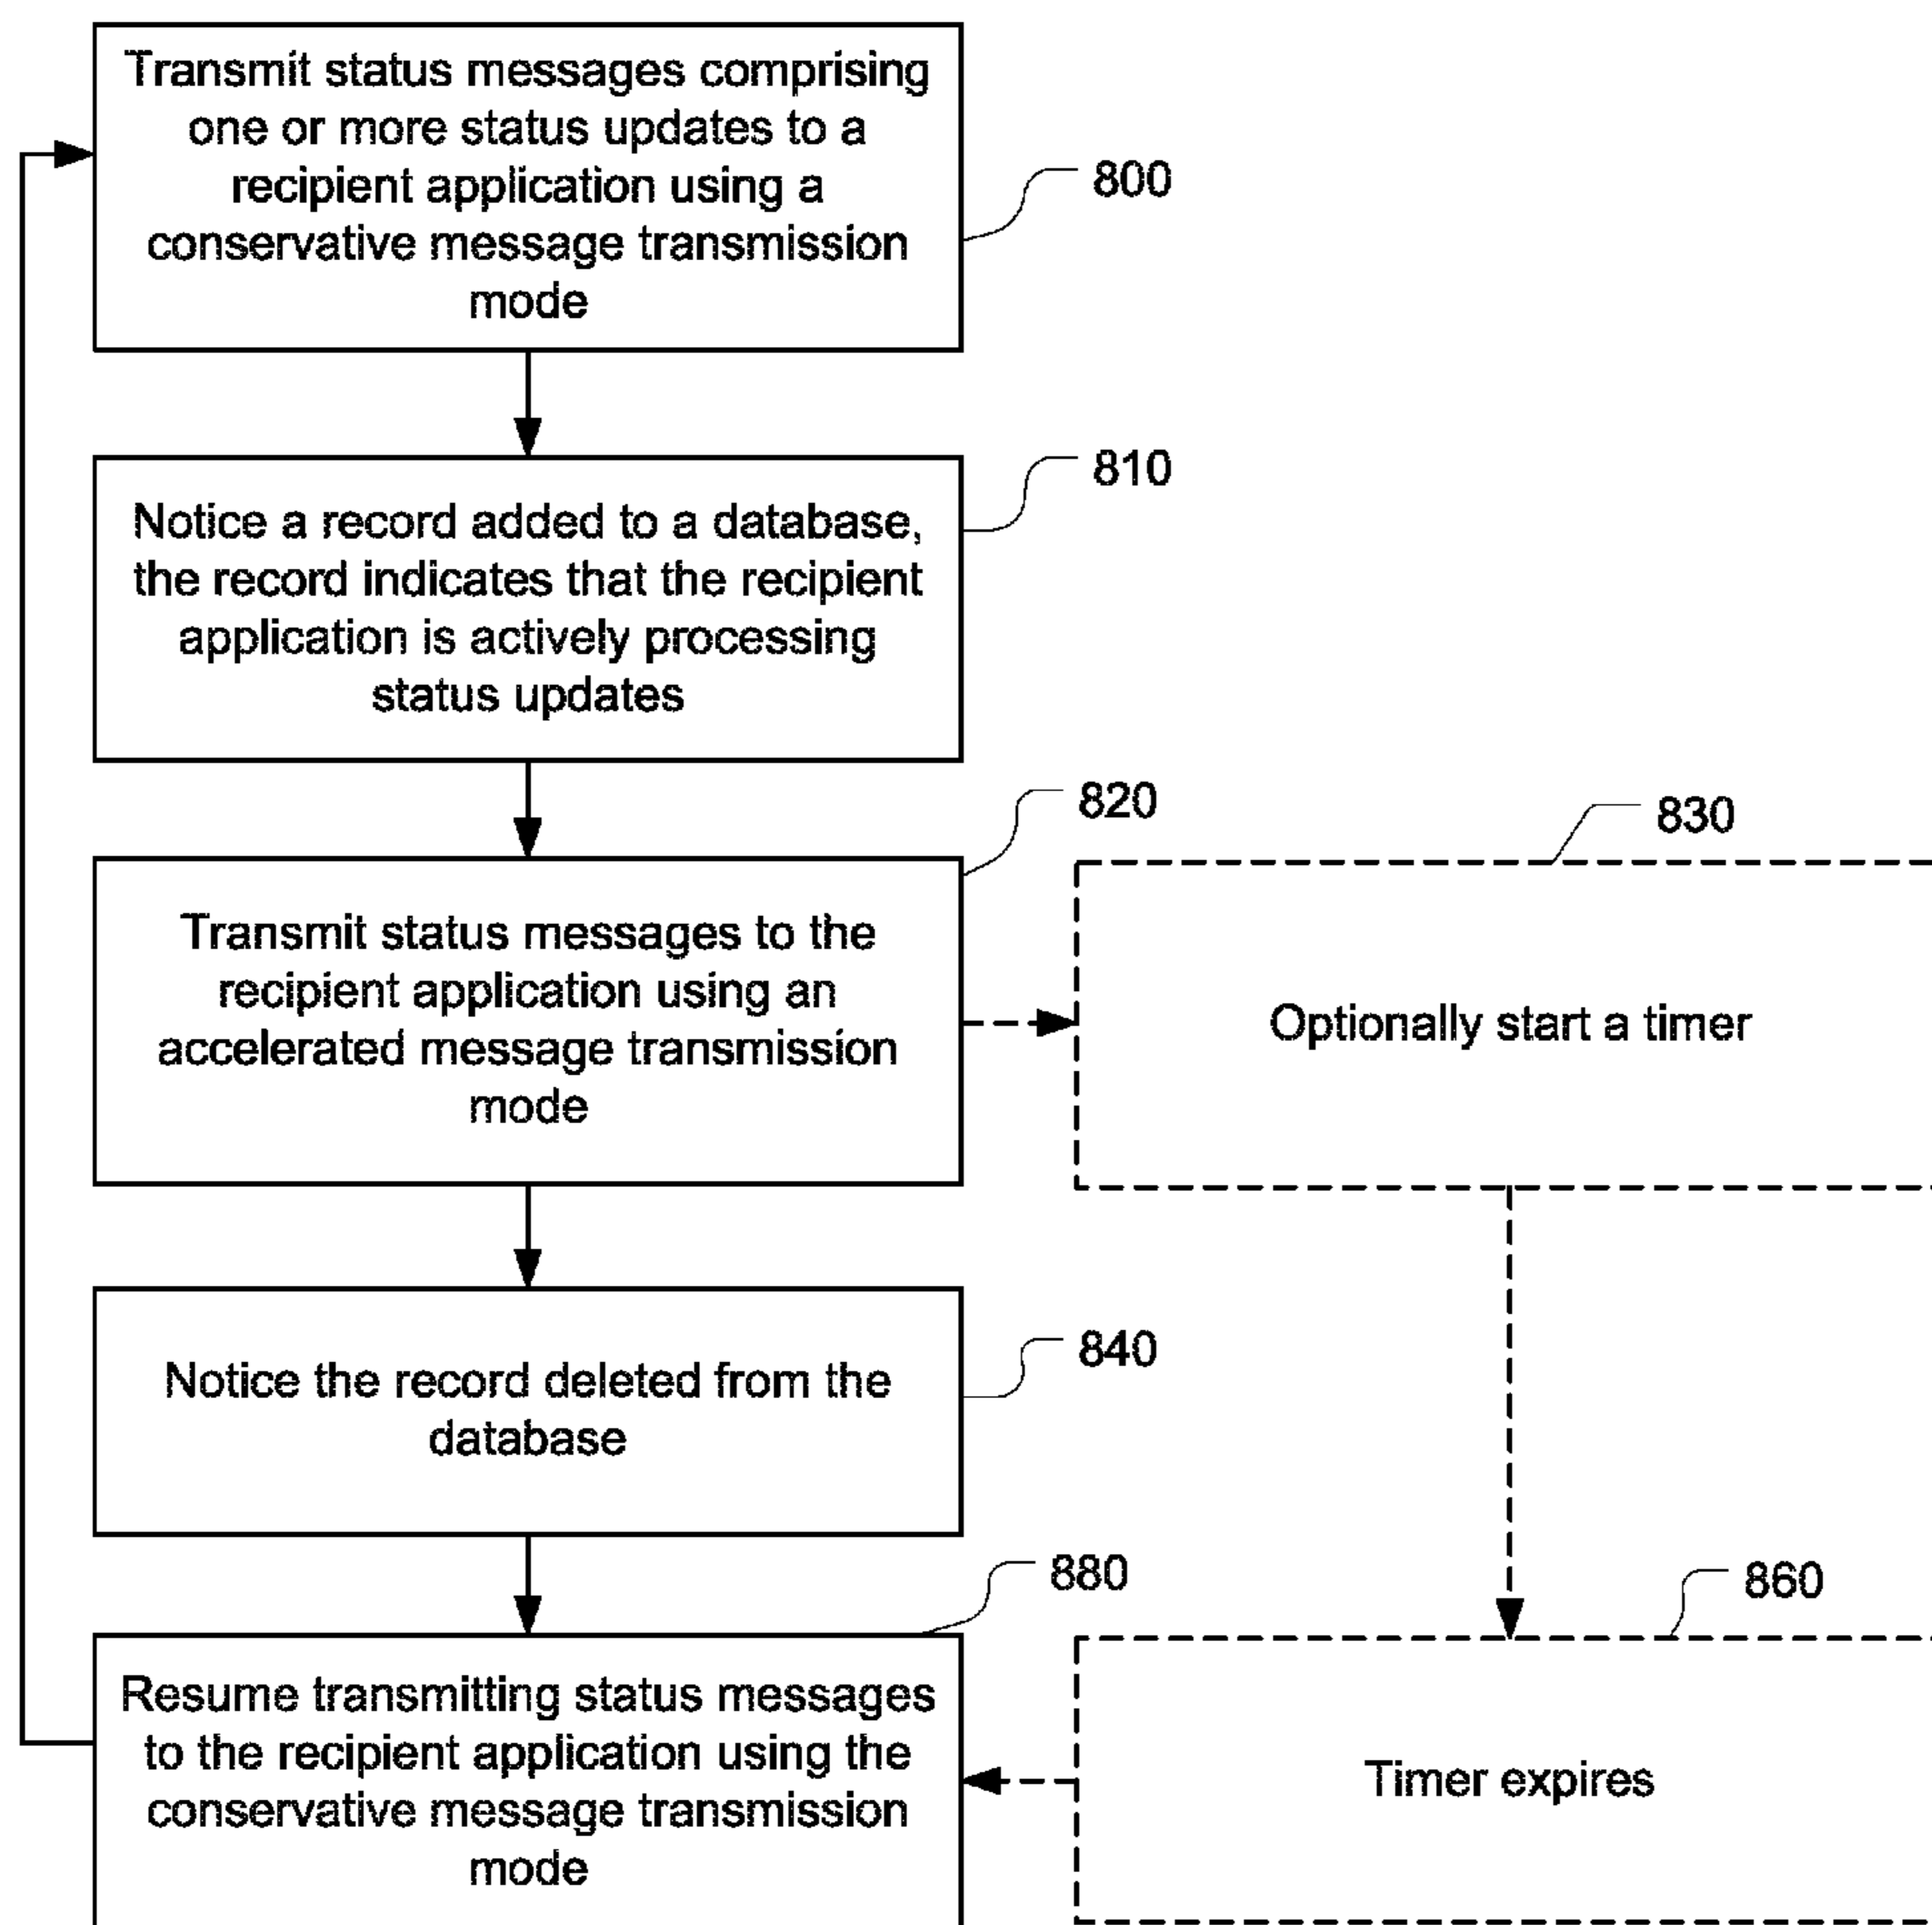 Transmit status messages comprising
one or more status updates to a
recipient application using a
conservative message transmission
mode
800
Notice a record added to a database,
the record indicates that the recipient
application is actively processing
status updates
810
Transmit status messages to the
recipient application using an
accelerated message transmission
mode
820
830
Optionally start a timer
Notice the record deleted from the
database
840
Resume transmitting status messages
to the recipient application using the
conservative message transmission
mode
880
860
Timer expires